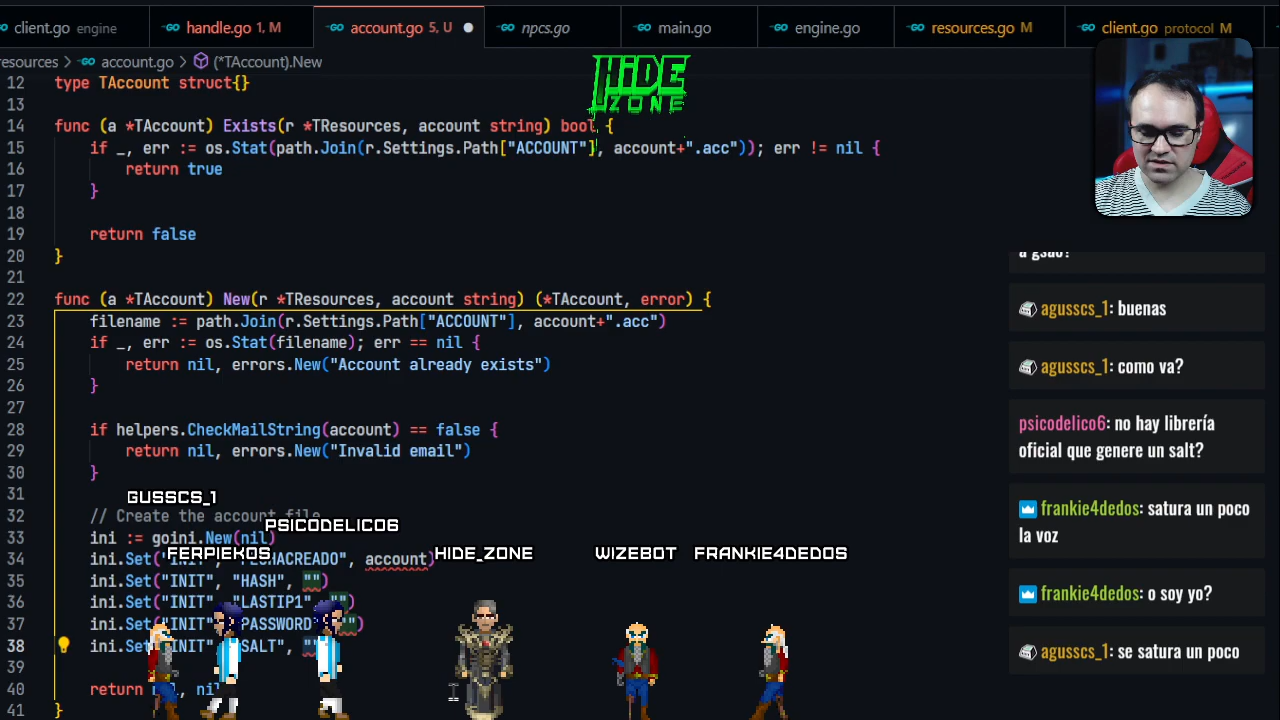 client.go engine
handle.go 1, M
account.go 5, U
npcs.go
main.go
engine.go
resources.go M
client.go protocol M
resources > account.go > (*TAccount).New
HiDE
ZONE
12 type TAccount struct{}
13
14 func (a *TAccount) Exists(r *TResources, account string) bool {
15 if _, err := os.Stat(path.Join(r.Settings.Path["ACCOUNT"], account+".acc")); err != nil {
16 return true
17 }
18
19 return false
20 }
21
22 func (a *TAccount) New(r *TResources, account string) (*TAccount, error) {
23 filename := path.Join(r.Settings.Path["ACCOUNT"], account+".acc")
24 if _, err := os.Stat(filename); err == nil {
25 return nil, errors.New("Account already exists")
26 }
27
28 if helpers.CheckMailString(account) == false {
29 return nil, errors.New("Invalid email")
30 }
31
32 // Create the account file
33 ini := goini.New(nil)
34 ini.Set("INIT", "FECHACREADO", account)
35 ini.Set("INIT", "HASH", "")
36 ini.Set("INIT", "LASTIP1", "")
37 ini.Set("INIT", "PASSWORD", "")
38 ini.Set("INIT", "SALT", ""
39
40 return nil, nil
41 }
GUSSCS_1
PSICODELICO6
FERPIEKOS
HIDE_ZONE
WIZEBOT
FRANKIE4DEDOS
agusscs_1: buenas
agusscs_1: como va?
psicodelico6: no hay librería
oficial que genere un salt?
frankie4dedos: satura un poco
la voz
frankie4dedos: o soy yo?
agusscs_1: se satura un poco